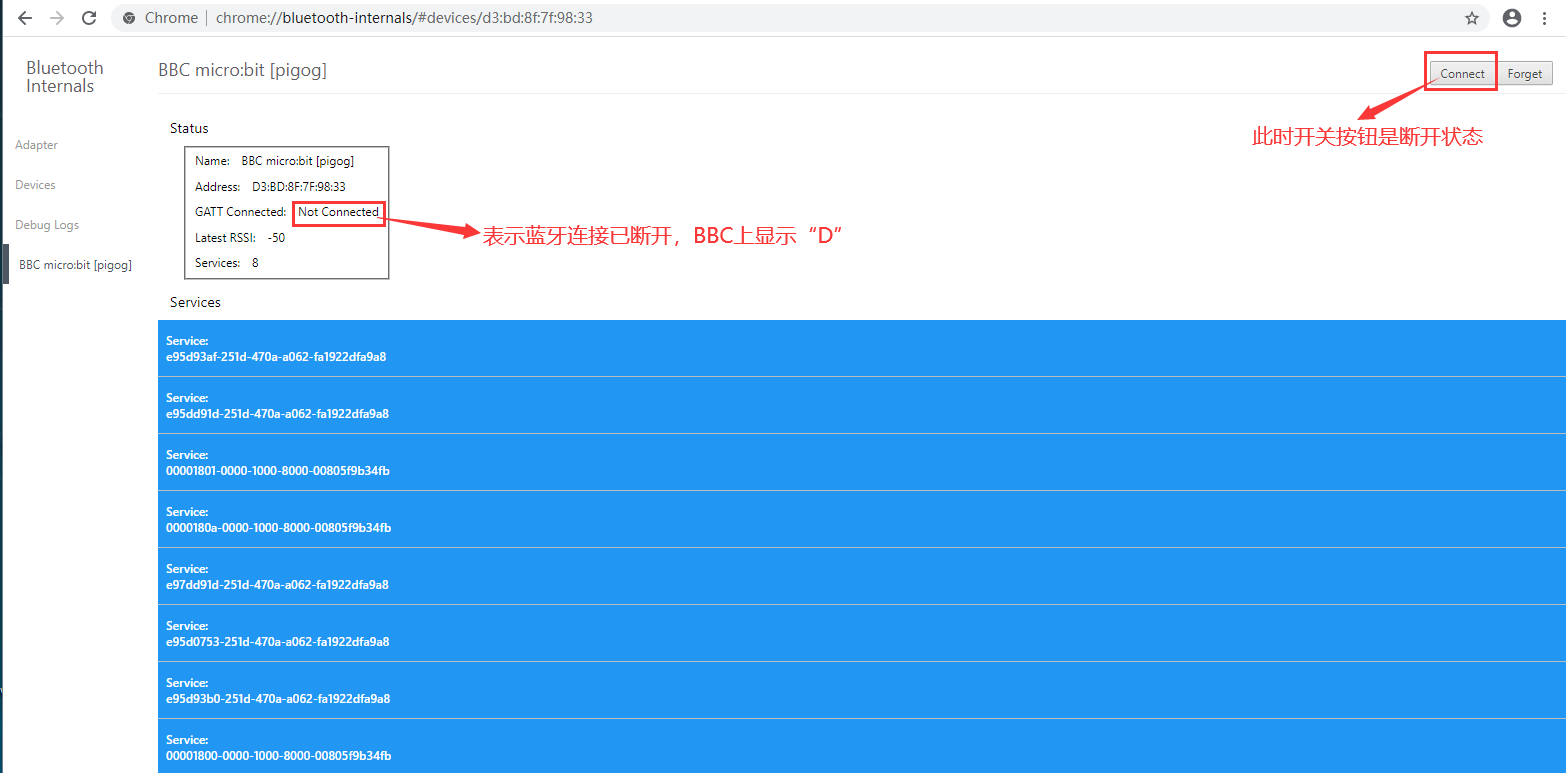 Chrome | chrome://bluetooth-internals/#devices/d3:bd:8f:7f:98:33
Bluetooth
Internals
BBC micro:bit [pigog]
Connect
Forget
此时开关按钮是断开状态
Adapter
Devices
Debug Logs
BBC micro:bit [pigog]
Status
Name: BBC micro:bit [pigog]
Address: D3:BD:8F:7F:98:33
GATT Connected: Not Connected
表示蓝牙连接已断开，BBC上显示“D”
Latest RSSI: -50
Services: 8
Services
Service:
e95d93af-251d-470a-a062-fa1922dfa9a8
Service:
e95dd91d-251d-470a-a062-fa1922dfa9a8
Service:
00001801-0000-1000-8000-00805f9b34fb
Service:
0000180a-0000-1000-8000-00805f9b34fb
Service:
e97dd91d-251d-470a-a062-fa1922dfa9a8
Service:
e95d0753-251d-470a-a062-fa1922dfa9a8
Service:
e95d93b0-251d-470a-a062-fa1922dfa9a8
Service:
00001800-0000-1000-8000-00805f9b34fb